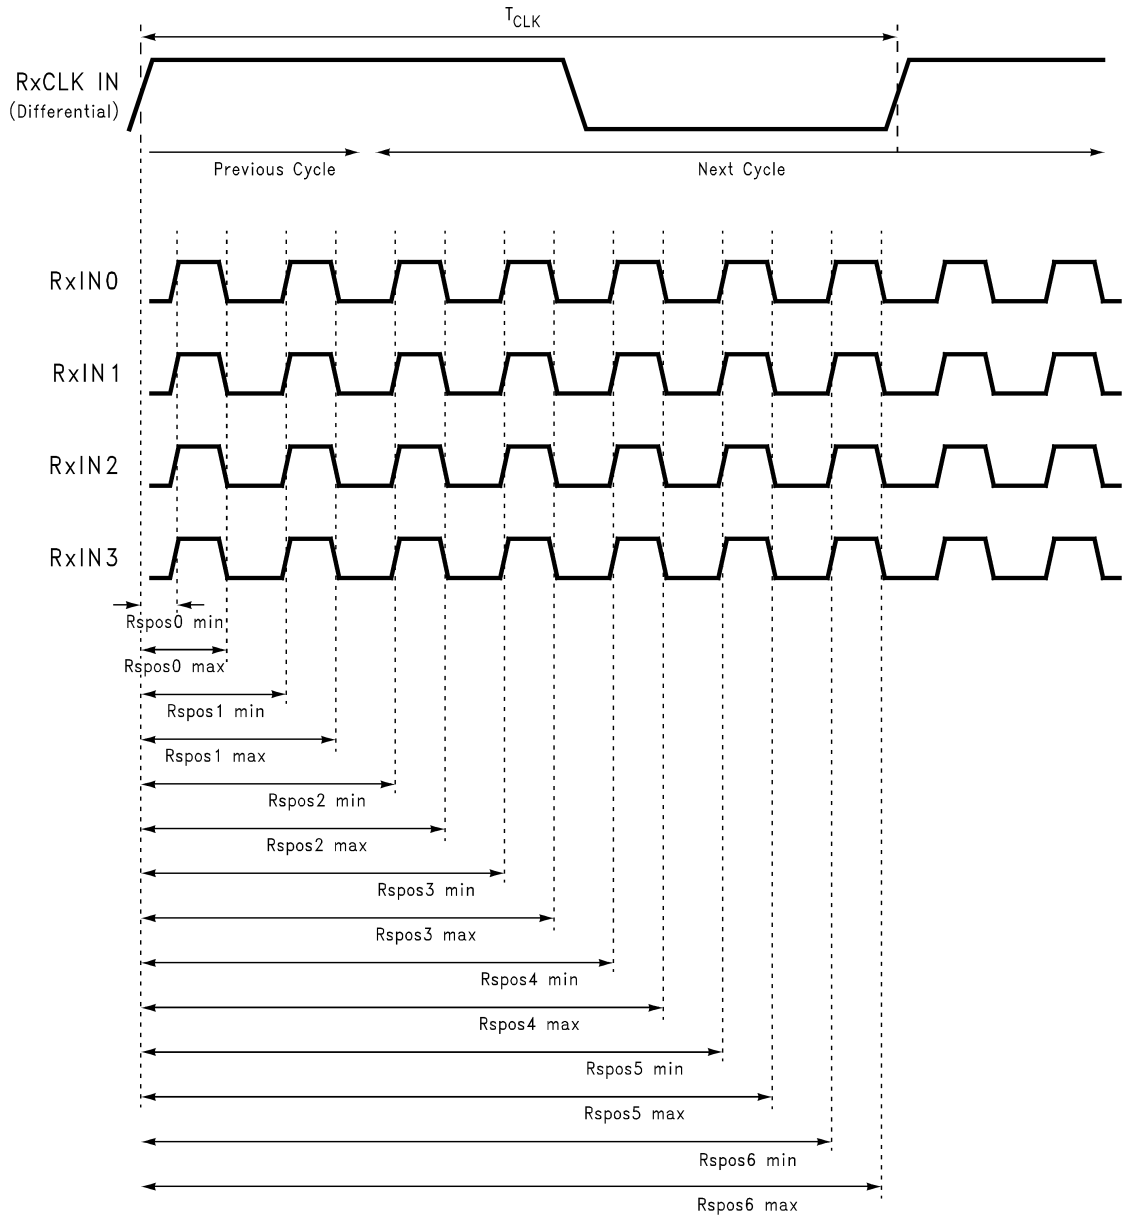 TCLK
RxCLK IN
(Differential)
Previous Cycle
Next Cycle
RxIN0
RxIN1
RxIN2
RxIN3
Rspos0 min
Rspos0 max
Rspos1 min
Rspos1 max
Rspos2 min
Rspos2 max
Rspos3 min
Rspos3 max
Rspos4 min
Rspos4 max
Rspos5 min
Rspos5 max
Rspos6 min
Rspos6 max